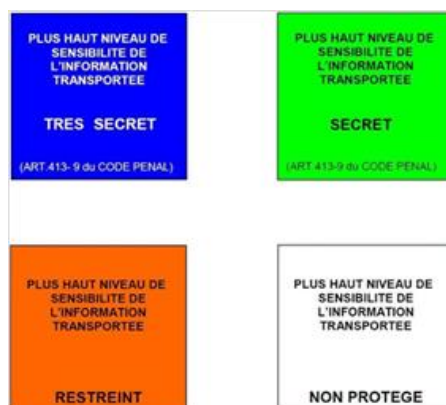 PLUS HAUT NIVEAU DE
SENSIBILITE DE
L'INFORMATION
TRANSPORTEE
TRES SECRET
(ART.413- 9 du CODE PENAL)
PLUS HAUT NIVEAU DE
SENSIBILITE DE
L'INFORMATION
TRANSPORTEE
SECRET
(ART.413-9 du CODE PENAL)
PLUS HAUT NIVEAU DE
SENSIBILITE DE
L'INFORMATION
TRANSPORTEE
RESTREINT
PLUS HAUT NIVEAU DE
SENSIBILITE DE
L'INFORMATION
TRANSPORTEE
NON PROTEGE